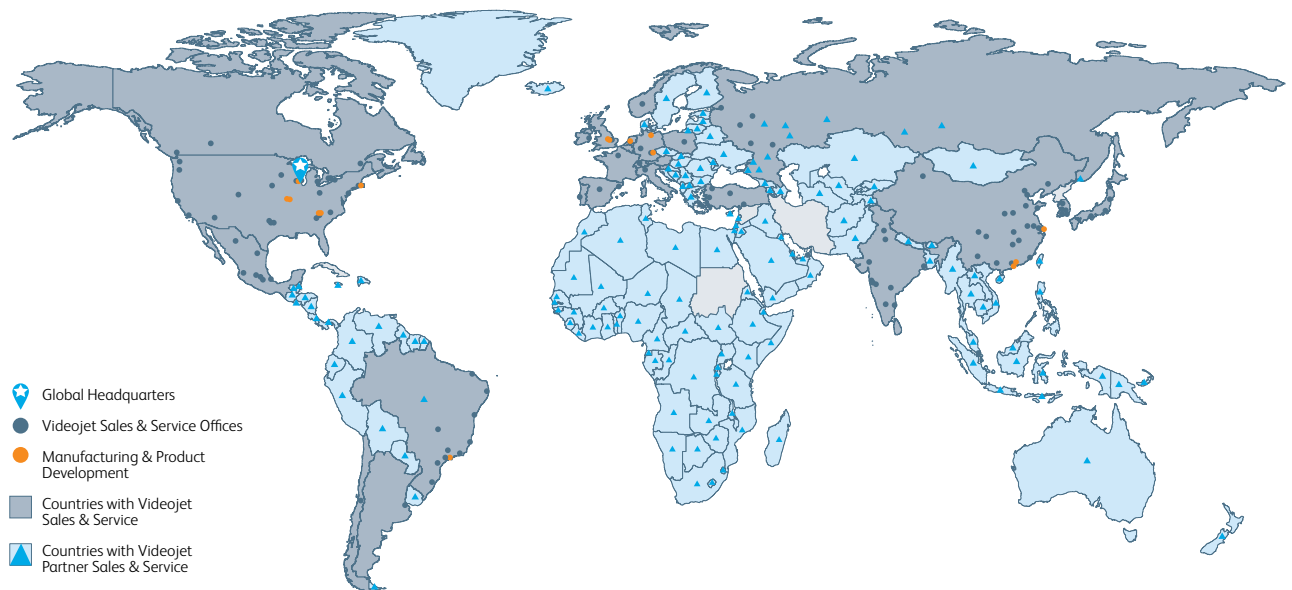 Global Headquarters
Videojet Sales & Service Offices
Manufacturing & Product
Development
Countries with Videojet
Sales & Service
Countries with Videojet
Partner Sales & Service